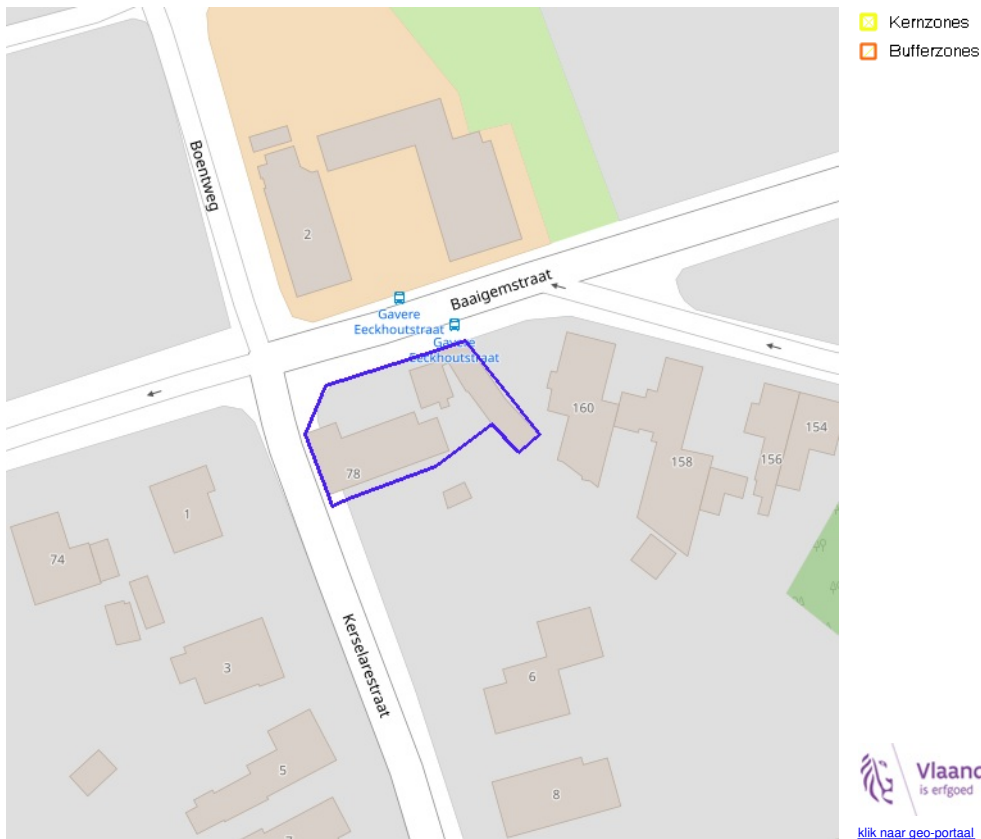 Kernzones
Bufferzones
Boentweg
2
Baaigemstraat
Gavere
Eeckhoutstraat
Gavere
Eeckhoutstraat
160
154
78
158
156
1
74
Kerselarestraat
3
6
5
8
Vlaand
is erfgoed
klik naar geo-portaal